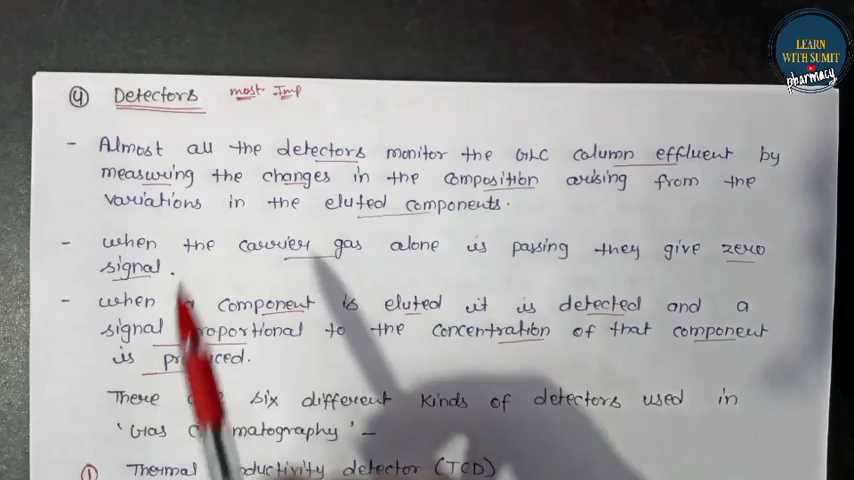 LEARN
WITH SUMIT
pharmacy
4 Detectors most Imp
- Almost all the detectors monitor the GLC column effluent by
measuring the changes in the composition arising from the
variations in the eluted components.
- when the carrier gas alone is passing they give zero
signal.
- when component is eluted it is detected and a
signal proportional to the concentration of that component
is
There six different kinds of detectors used in
'Gas' –
1 Thermal detector (TCD)